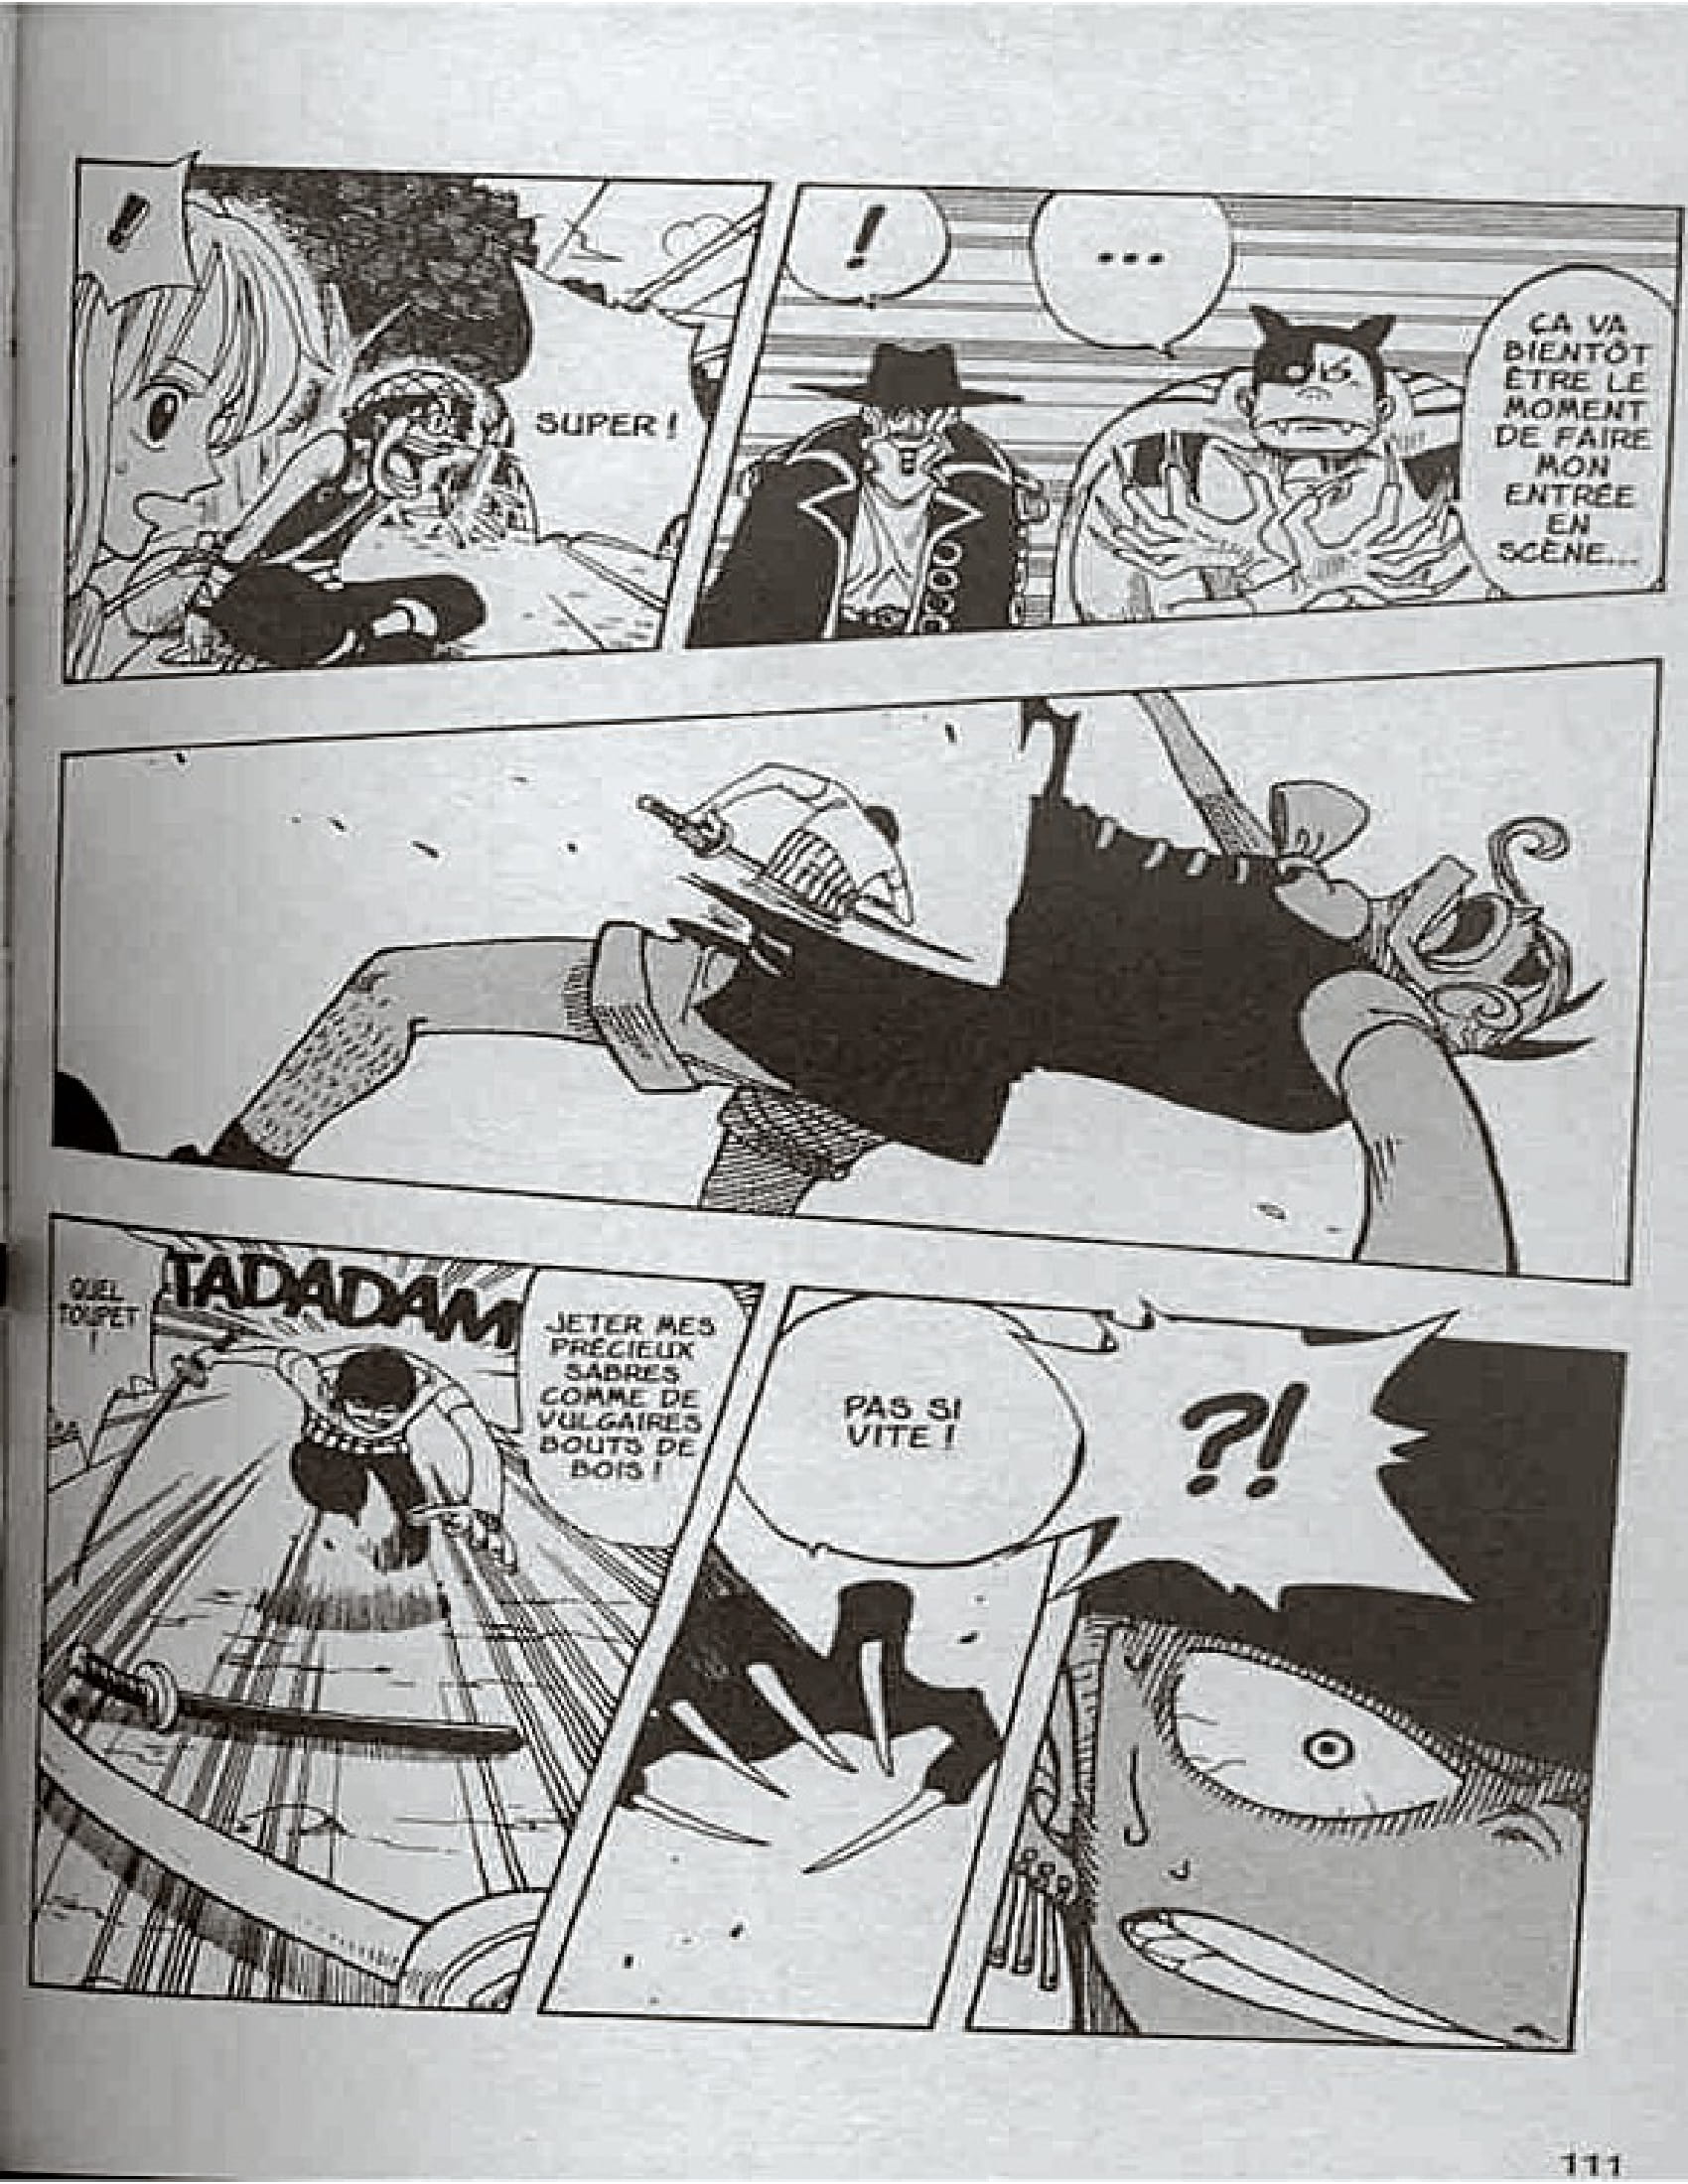 ÇA VA
BIENTÔT
ÊTRE LE
MOMENT
DE FAIRE
MON
ENTRÉE
EN
SCÈNE...
...
!
SUPER !
!
?!
PAS SI
VITE !
JETER MES
PRÉCIEUX
SABRES
COMME DE
VULGAIRES
BOUTS DE
BOIS !
TADADAM
QUEL
TOUPET
!
111